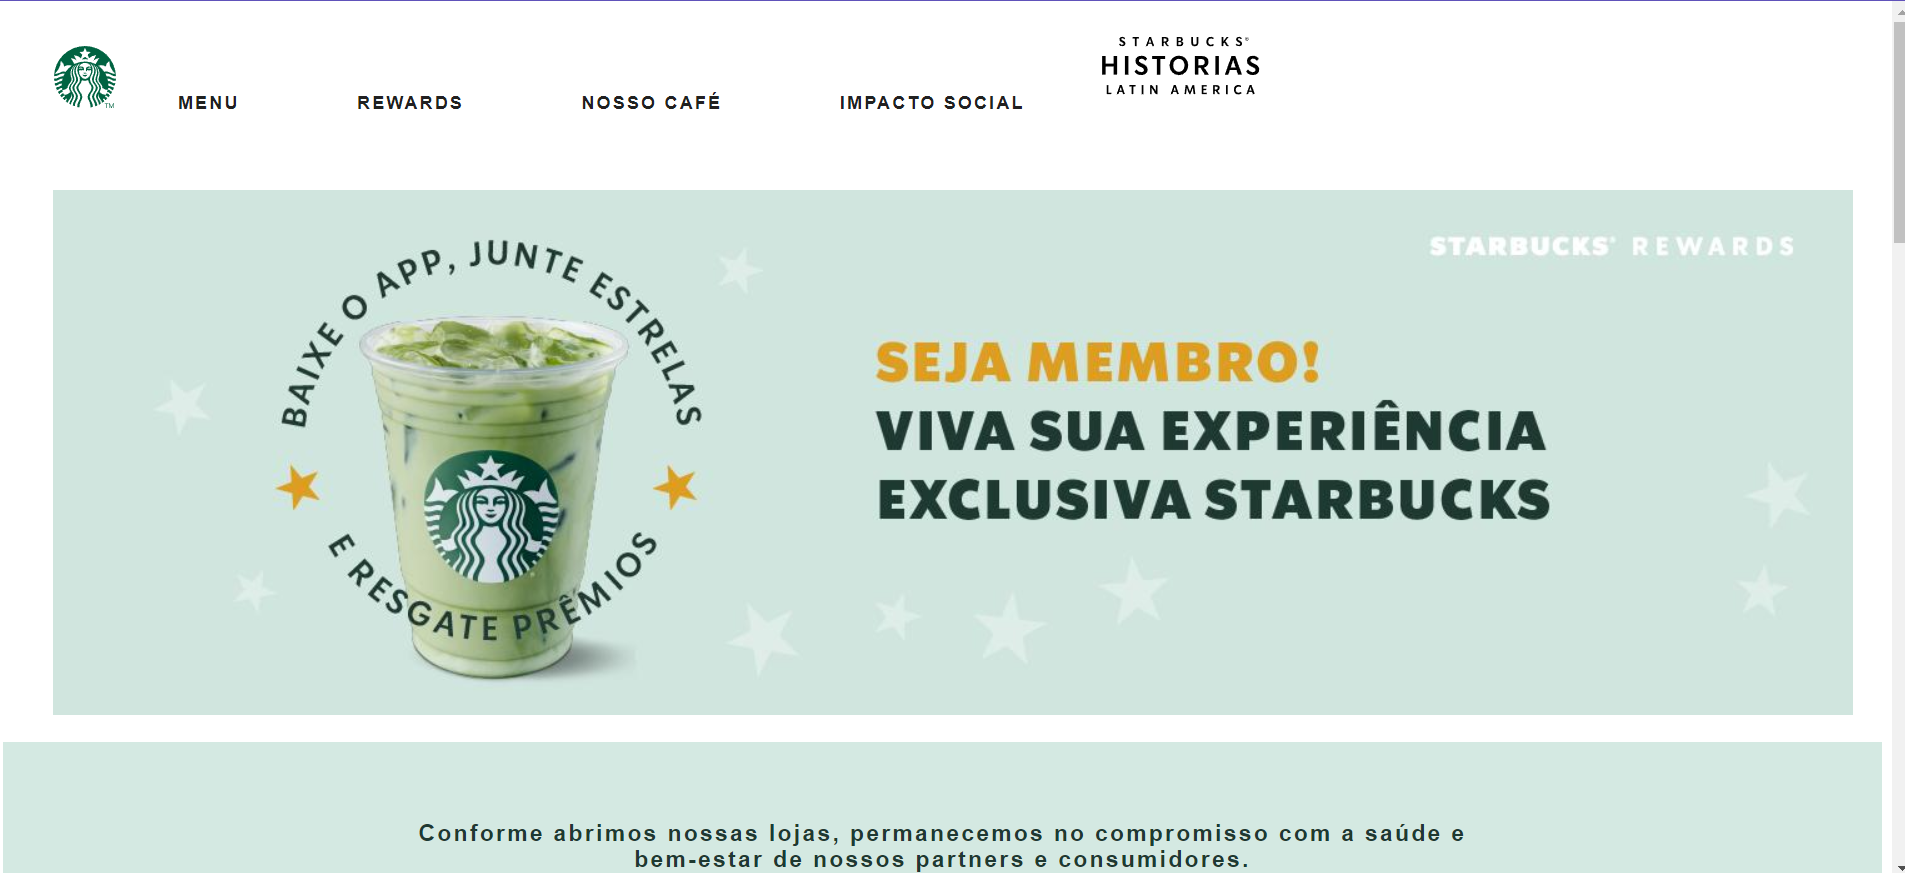 STARBUCKS®
HISTORIAS
LATIN AMERICA
MENU
REWARDS
NOSSO CAFÉ
IMPACTO SOCIAL
TM
STARBUCKS® REWARDS
BAIXE O APP, JUNTE ESTRELAS
E RESGATE PRÊMIOS
SEJA MEMBRO!
VIVA SUA EXPERIÊNCIA
EXCLUSIVA STARBUCKS
Conforme abrimos nossas lojas, permanecemos no compromisso com a saúde e
bem-estar de nossos partners e consumidores.